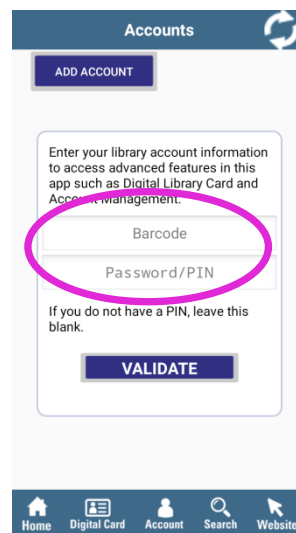 Accounts
ADD ACCOUNT
Enter your library account information
to access advanced features in this
app such as Digital Library Card and
Account Management.
Barcode
Password/PIN
If you do not have a PIN, leave this
blank.
VALIDATE
Home Digital Card Account Search Website